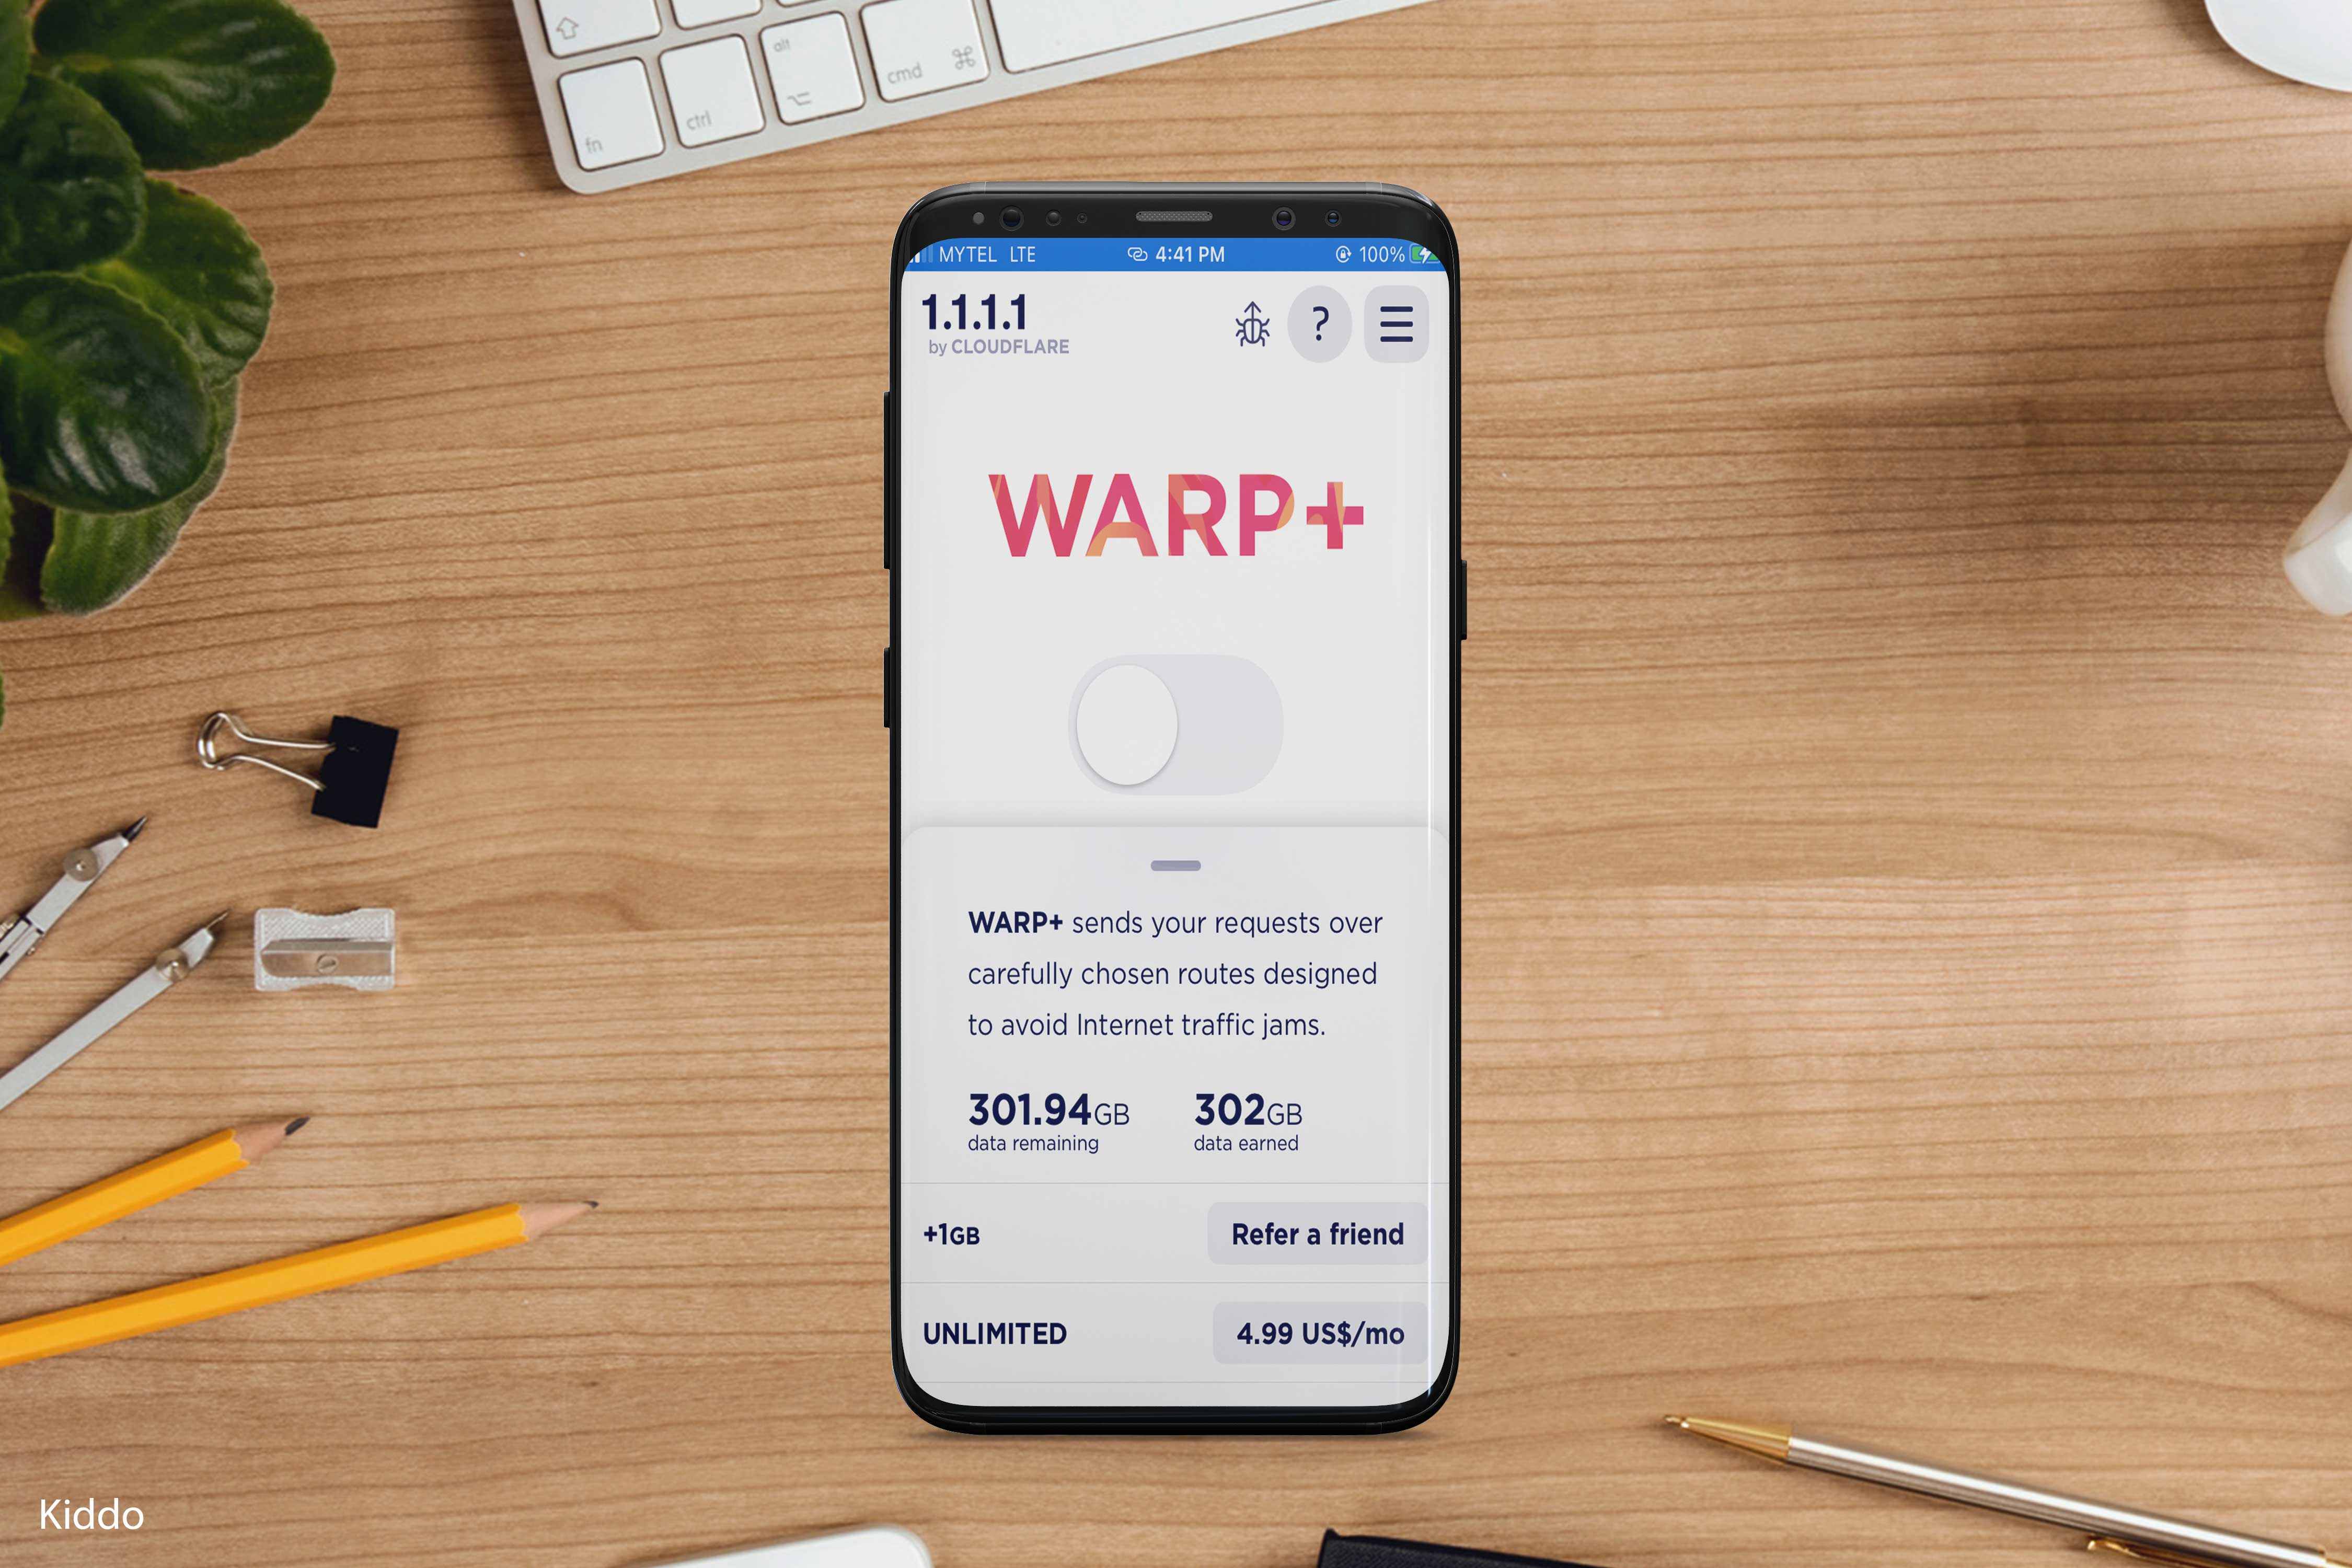 alt
cmd ⌘
ctrl
fn
MYTEL LTE 4:41 PM 100%
1.1.1.1
by CLOUDFLARE
?
WARP+
WARP+ sends your requests over
carefully chosen routes designed
to avoid Internet traffic jams.
301.94GB 302GB
data remaining data earned
+1GB Refer a friend
UNLIMITED 4.99 US$/mo
Kiddo